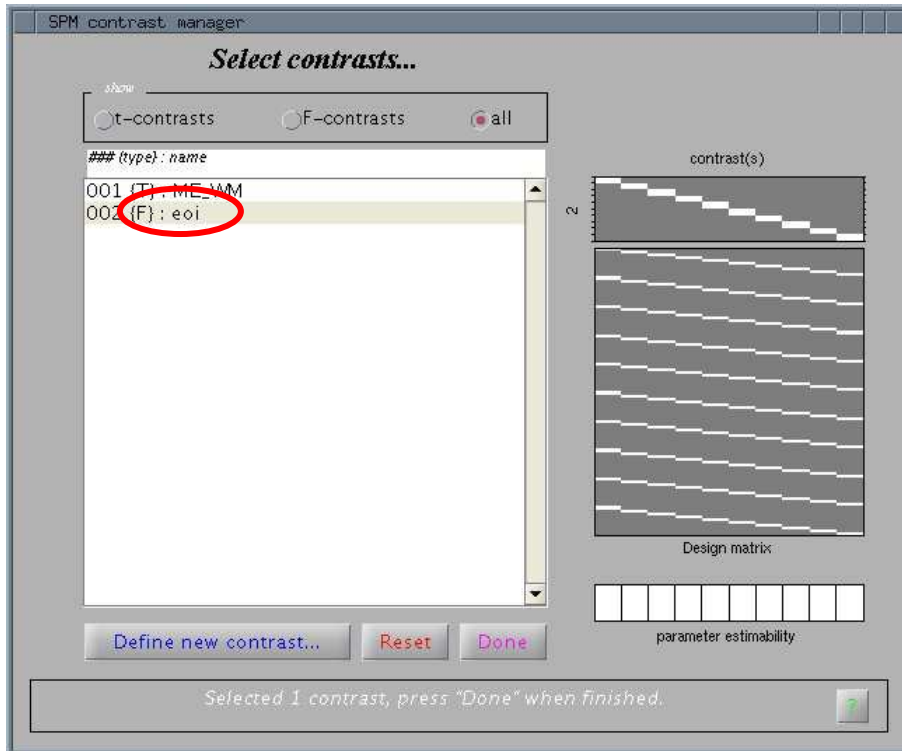 SPM contrast manager
Select contrasts...
show
t-contrasts F-contrasts all
### {type} : name
contrast(s)
001 {T} : ME_WM
002 {F} : eoi
2
Design matrix
parameter estimability
Define new contrast... Reset Done
Selected 1 contrast, press "Done" when finished.
?